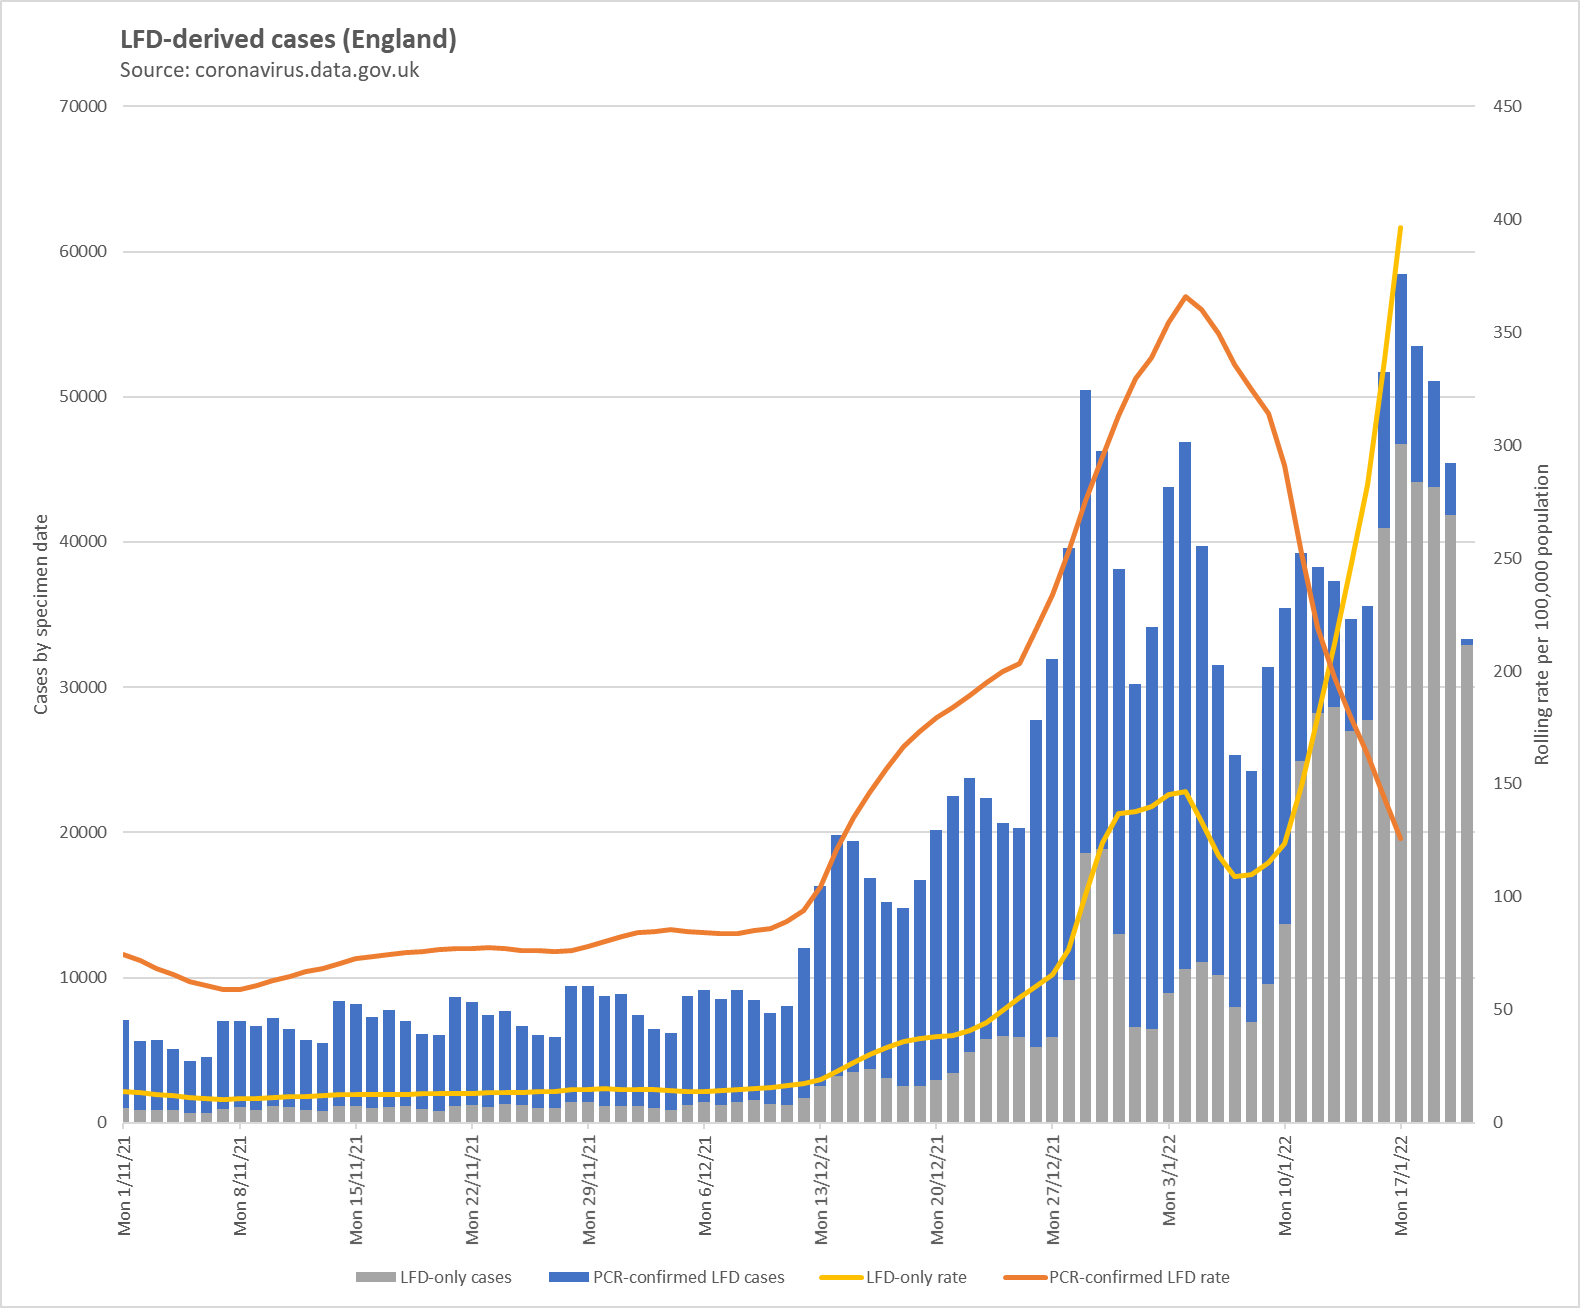 LFD-derived cases (England)
Source: coronavirus.data.gov.uk
70000
60000
50000
40000
30000
20000
10000
0
Cases by specimen date
450
400
350
300
250
200
150
100
50
0
Rolling rate per 100,000 population
Mon 1/11/21
Mon 8/11/21
Mon 15/11/21
Mon 22/11/21
Mon 29/11/21
Mon 6/12/21
Mon 13/12/21
Mon 20/12/21
Mon 27/12/21
Mon 3/1/22
Mon 10/1/22
Mon 17/1/22
LFD-only cases
PCR-confirmed LFD cases
LFD-only rate
PCR-confirmed LFD rate